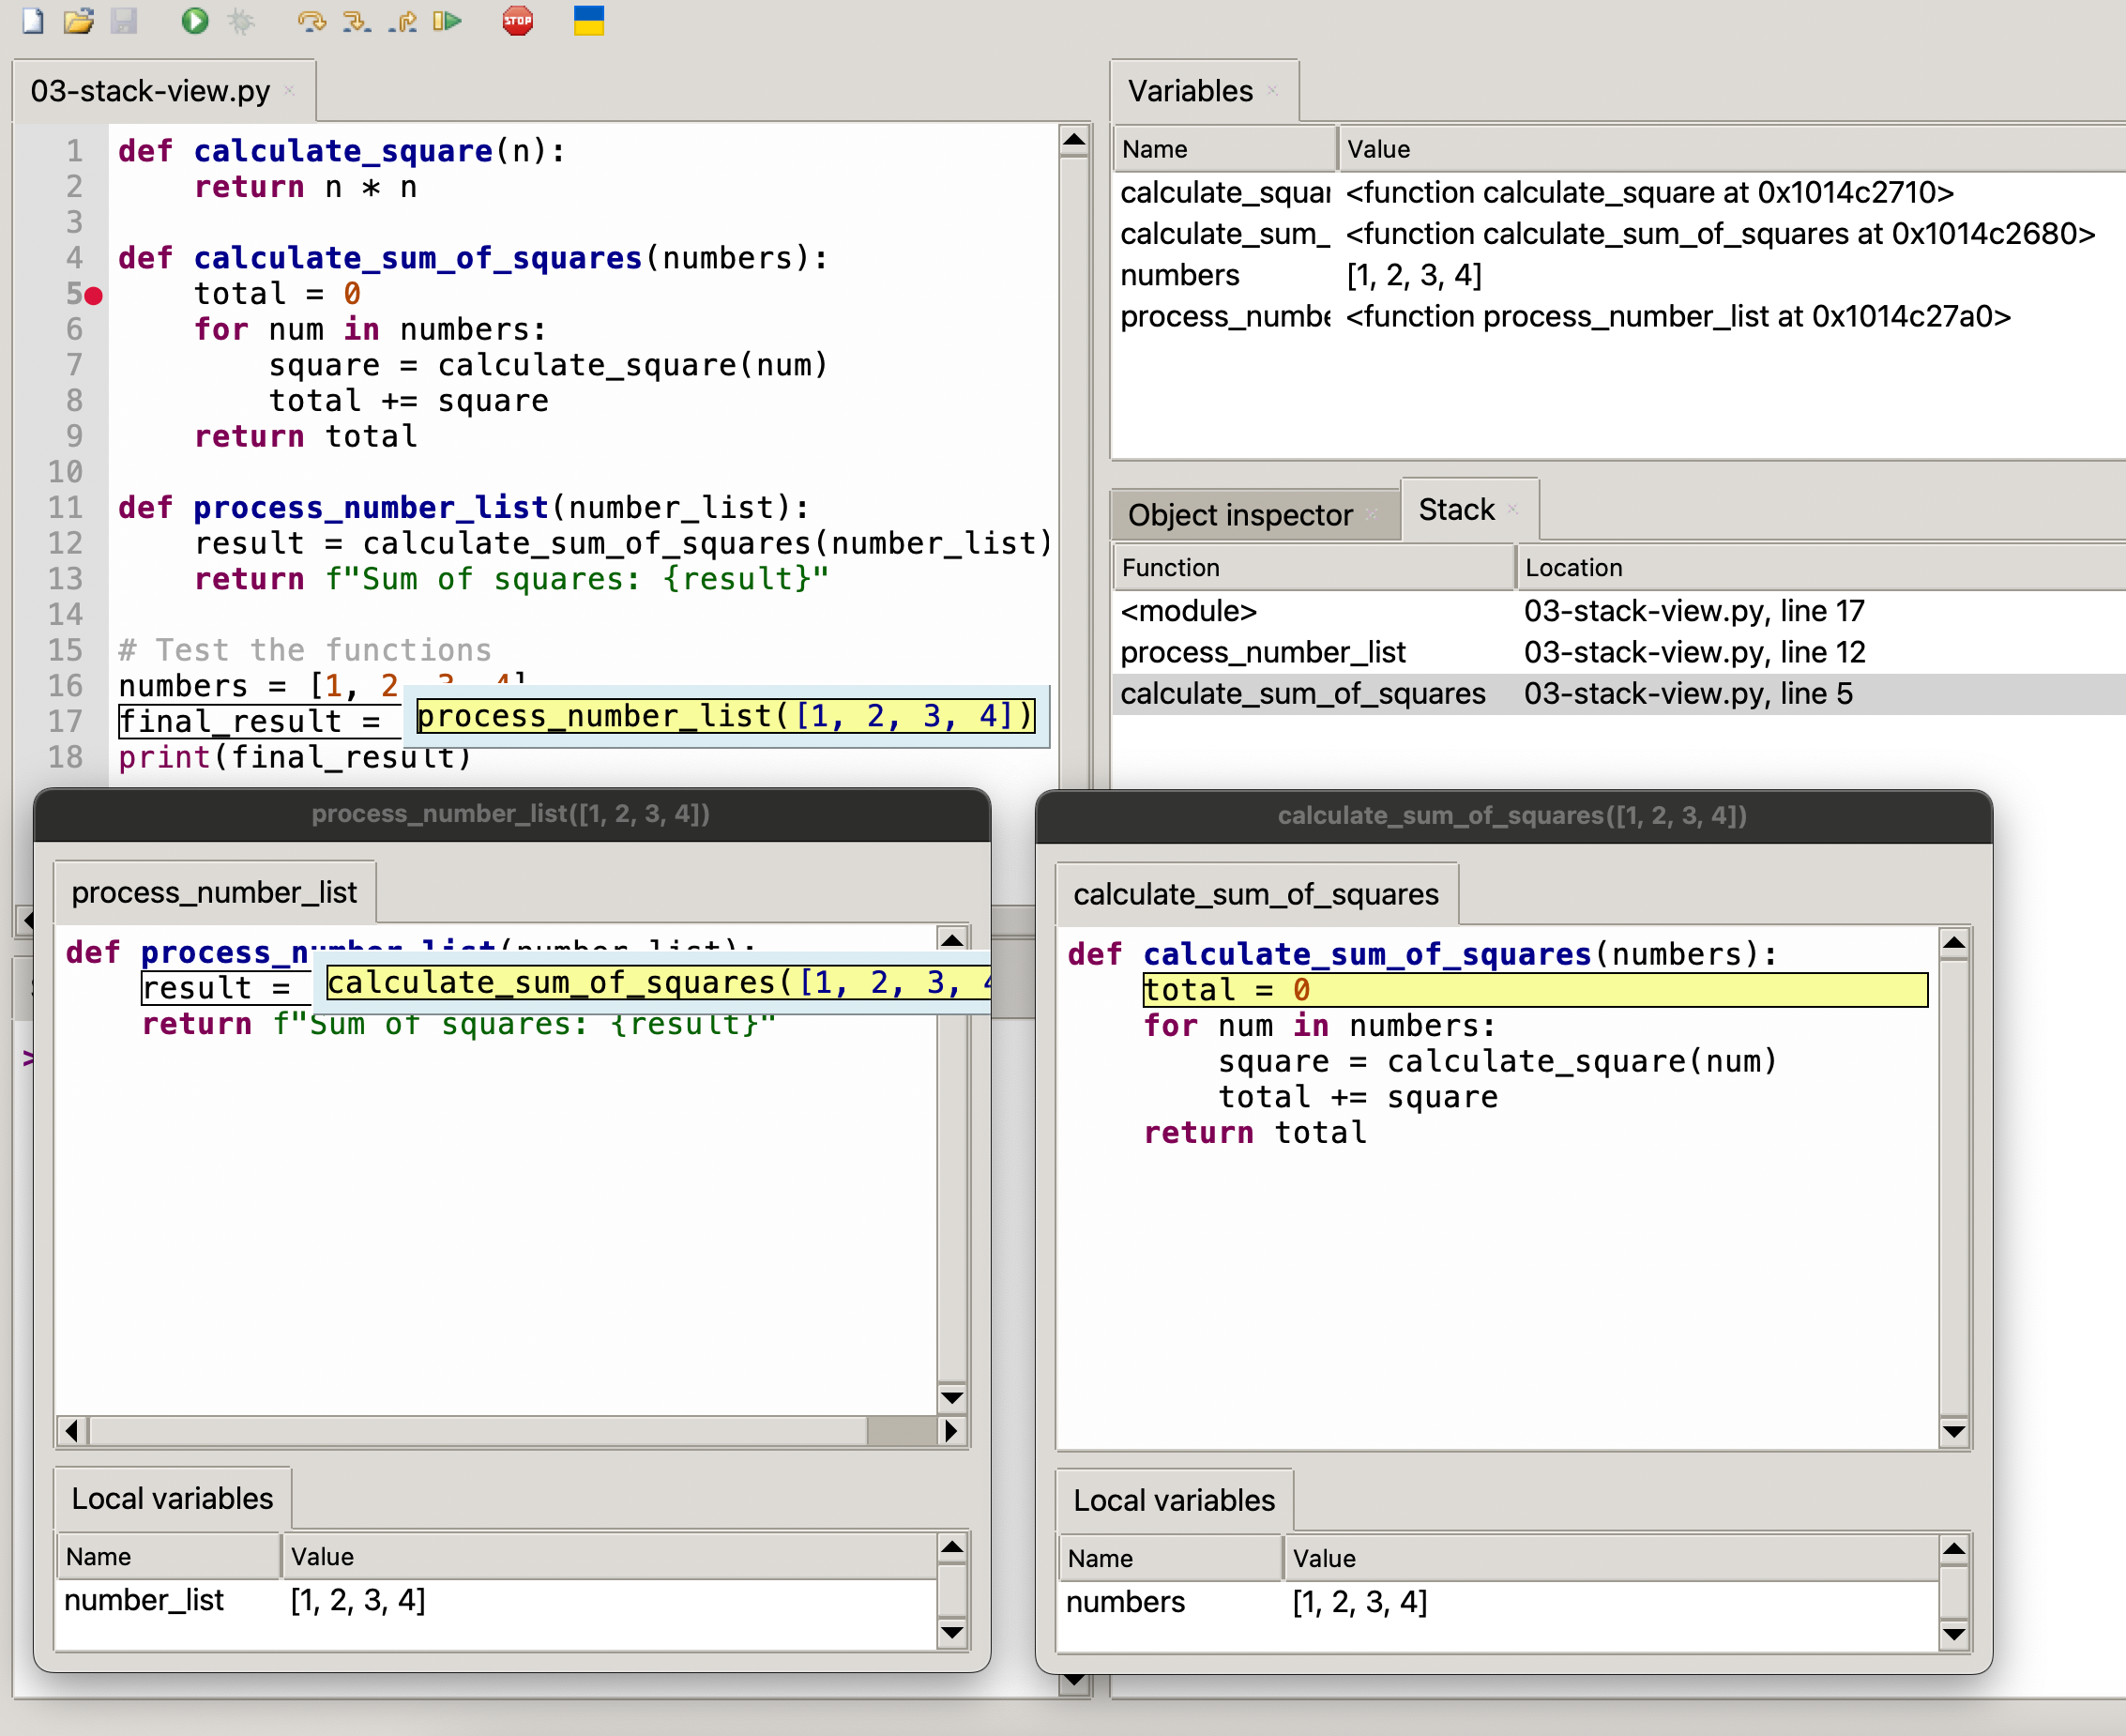 STOP
03-stack-view.py
1 def calculate_square(n):
2 return n * n
3
4 def calculate_sum_of_squares(numbers):
5 total = 0
6 for num in numbers:
7 square = calculate_square(num)
8 total += square
9 return total
10
11 def process_number_list(number_list):
12 result = calculate_sum_of_squares(number_list)
13 return f"Sum of squares: {result}"
14
15 # Test the functions
16 numbers = [1, 2, 3, 4]
17 final_result = process_number_list([1, 2, 3, 4])
18 print(final_result)
Variables
Name Value
calculate_squar <function calculate_square at 0x1014c2710>
calculate_sum_ <function calculate_sum_of_squares at 0x1014c2680>
numbers [1, 2, 3, 4]
process_numbe <function process_number_list at 0x1014c27a0>
Object inspector Stack
Function Location
<module> 03-stack-view.py, line 17
process_number_list 03-stack-view.py, line 12
calculate_sum_of_squares 03-stack-view.py, line 5
process_number_list([1, 2, 3, 4])
process_number_list
def process_number_list(number_list):
result = calculate_sum_of_squares([1, 2, 3, 4
return f"Sum of squares: {result}"
Local variables
Name Value
number_list [1, 2, 3, 4]
calculate_sum_of_squares([1, 2, 3, 4])
calculate_sum_of_squares
def calculate_sum_of_squares(numbers):
total = 0
for num in numbers:
square = calculate_square(num)
total += square
return total
Local variables
Name Value
numbers [1, 2, 3, 4]